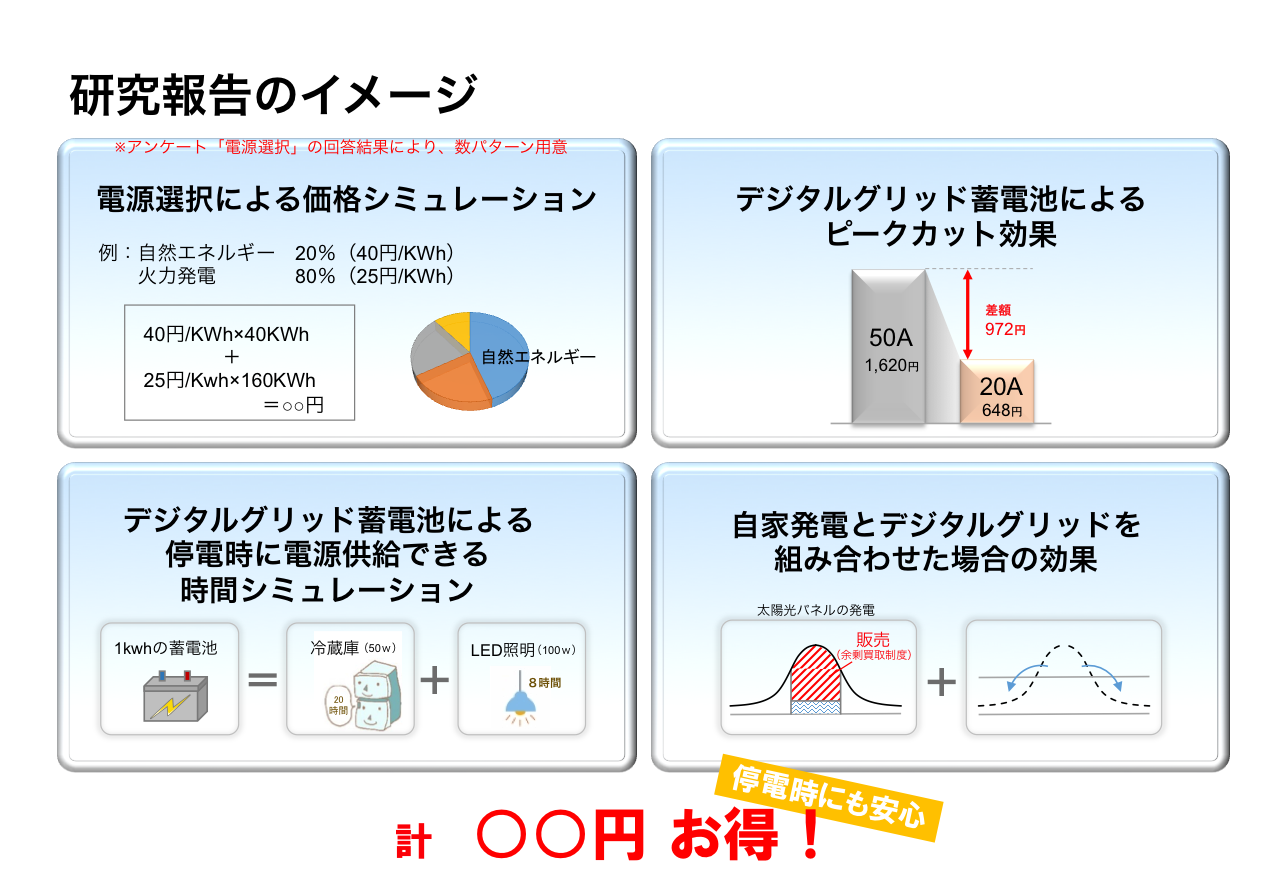 研究報告のイメージ
※アンケート「電源選択」の回答結果により、数パターン用意
電源選択による価格シミュレーション
例：自然エネルギー　20％（40円/KWh）
火力発電　80％（25円/KWh）
40円/KWh×40KWh
＋
25円/Kwh×160KWh
＝○○円
自然エネルギー
デジタルグリッド蓄電池による
ピークカット効果
50A
1,620円
差額
972円
20A
648円
デジタルグリッド蓄電池による
停電時に電源供給できる
時間シミュレーション
1kwhの蓄電池
＝
冷蔵庫（50w）
20
時間
＋
LED照明（100w）
８時間
自家発電とデジタルグリッドを
組み合わせた場合の効果
太陽光パネルの発電
販売
（余剰買取制度）
＋
停電時にも安心
計　〇〇円 お得！